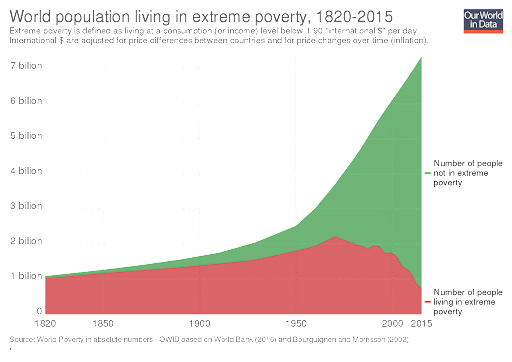 World population living in extreme poverty, 1820-2015
Our World
in Data
Extreme poverty is defined as living at a consumption (or income) level below 1.90 "international $" per day.
International $ are adjusted for price differences between countries and for price changes over time (inflation).
7 billion
6 billion
5 billion
4 billion
3 billion
2 billion
1 billion
0
1820
1850
1900
1950
2000
2015
Number of people
not in extreme
poverty
Number of people
living in extreme
poverty
Source: World Poverty in absolute numbers - OWID based on World Bank (2016) and Bourguignon and Morrisson (2002)